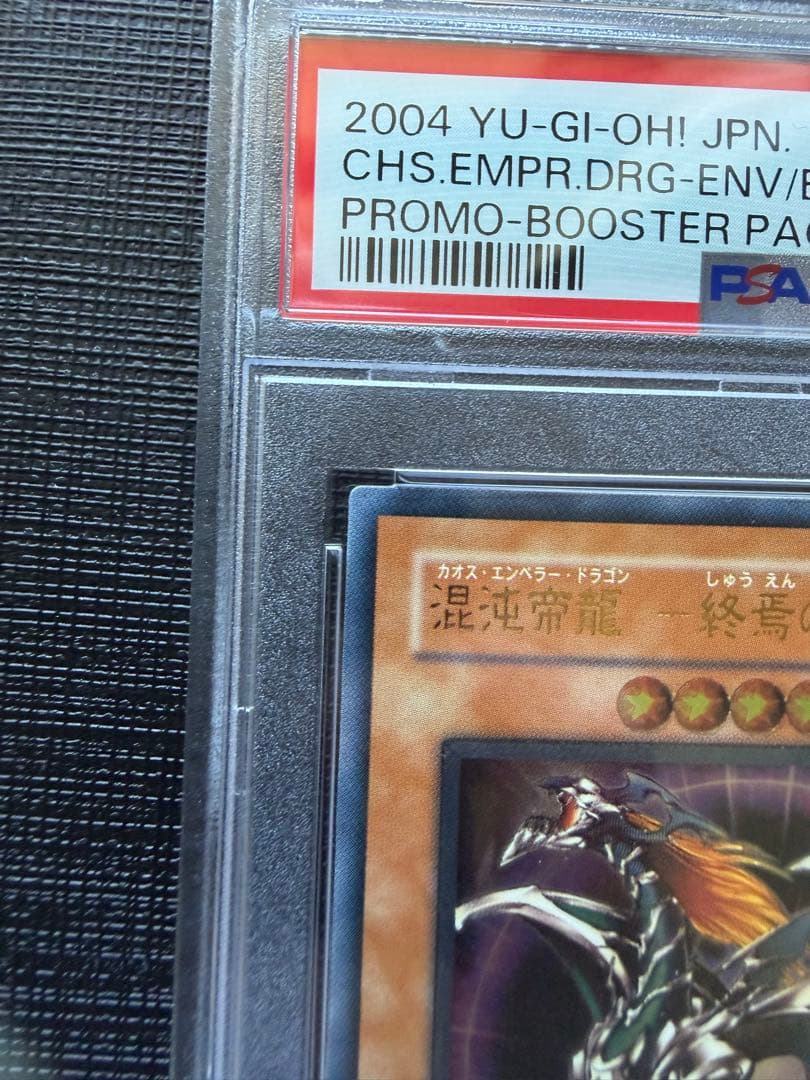 2004 YU-GI-OH! JPN.
CHS.EMPR.DRG-ENV/
PROMO-BOOSTER PAC
PSA
カオス・エンペラー・ドラゴン しゅう えん
混沌帝龍 －終焉の